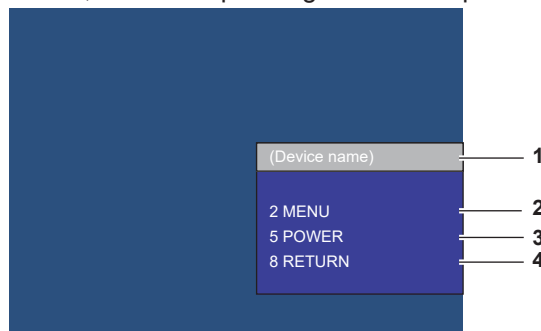 (Device name)
1
2 MENU
2
5 POWER
3
8 RETURN
4